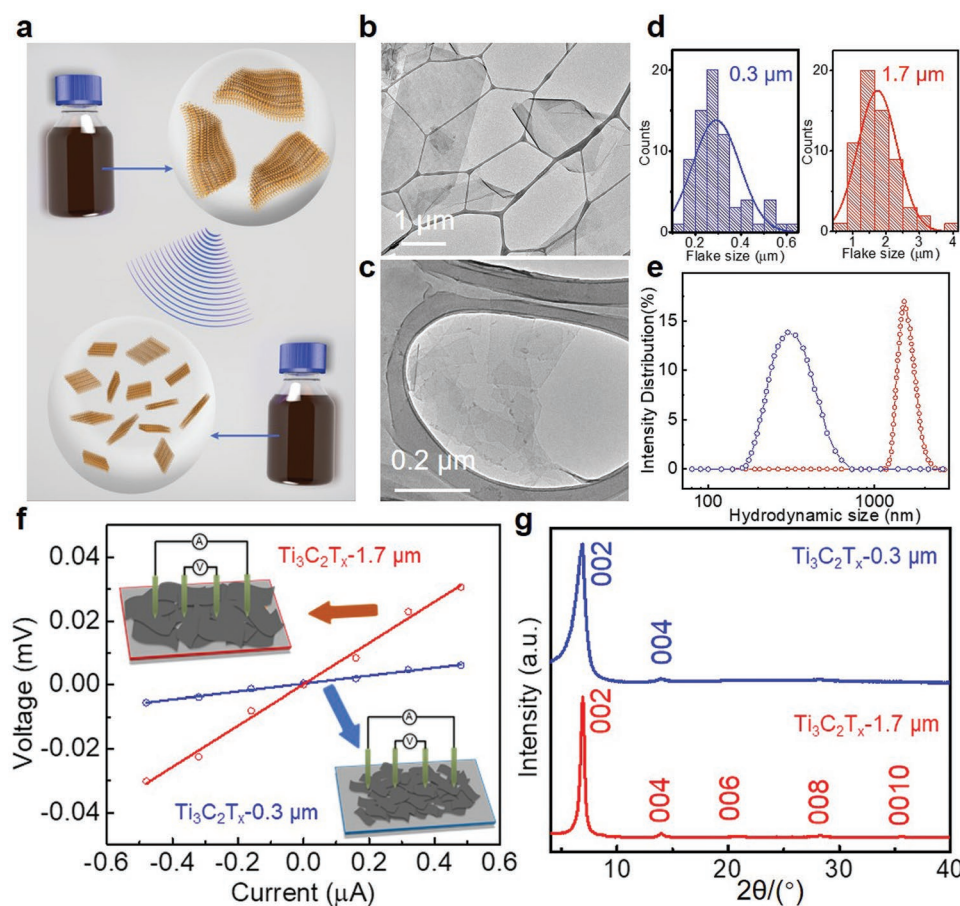 a
b
1 μm
c
0.2 μm
d
0.3 μm
20
10
0
Counts
0.2 0.4 0.6
Flake size (μm)
1.7 μm
20
10
0
Counts
1 2 3 4
Flake size (μm)
e
Intensity Distribution(%)
15
10
5
0
100 1000
Hydrodynamic size (nm)
f
Voltage (mV)
0.04
0.02
0.00
-0.02
-0.04
-0.6 -0.4 -0.2 0.0 0.2 0.4 0.6
Current (μA)
A
V
Ti₃C₂Tₓ-1.7 μm
A
V
Ti₃C₂Tₓ-0.3 μm
g
Intensity (a.u.)
002
004
Ti₃C₂Tₓ-0.3 μm
002
004
006
008
0010
Ti₃C₂Tₓ-1.7 μm
10 20 30 40
2θ/(°)